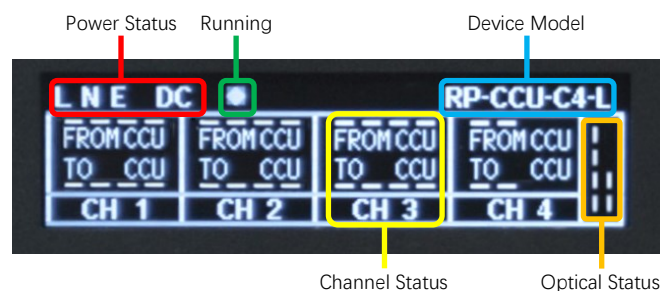 Power Status Running Device Model
L N E DC RP-CCU-C4-L
FROM CCU FROM CCU FROM CCU FROM CCU
TO CCU TO CCU TO CCU TO CCU
CH 1 CH 2 CH 3 CH 4
Channel Status Optical Status